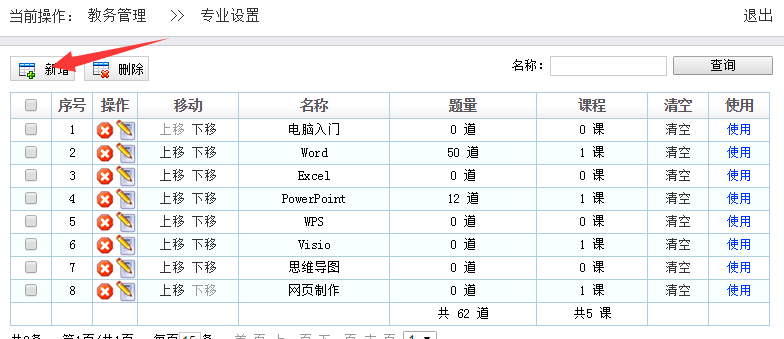 当前操作： 教务管理 >> 专业设置 退出
新增 删除 名称： 查询
序号 操作 移动 名称 题量 课程 清空 使用
1 上移 下移 电脑入门 0 道 0 课 清空 使用
2 上移 下移 Word 50 道 1 课 清空 使用
3 上移 下移 Excel 0 道 0 课 清空 使用
4 上移 下移 PowerPoint 12 道 1 课 清空 使用
5 上移 下移 WPS 0 道 0 课 清空 使用
6 上移 下移 Visio 0 道 1 课 清空 使用
7 上移 下移 思维导图 0 道 0 课 清空 使用
8 上移 下移 网页制作 0 道 1 课 清空 使用
共 62 道 共5 课